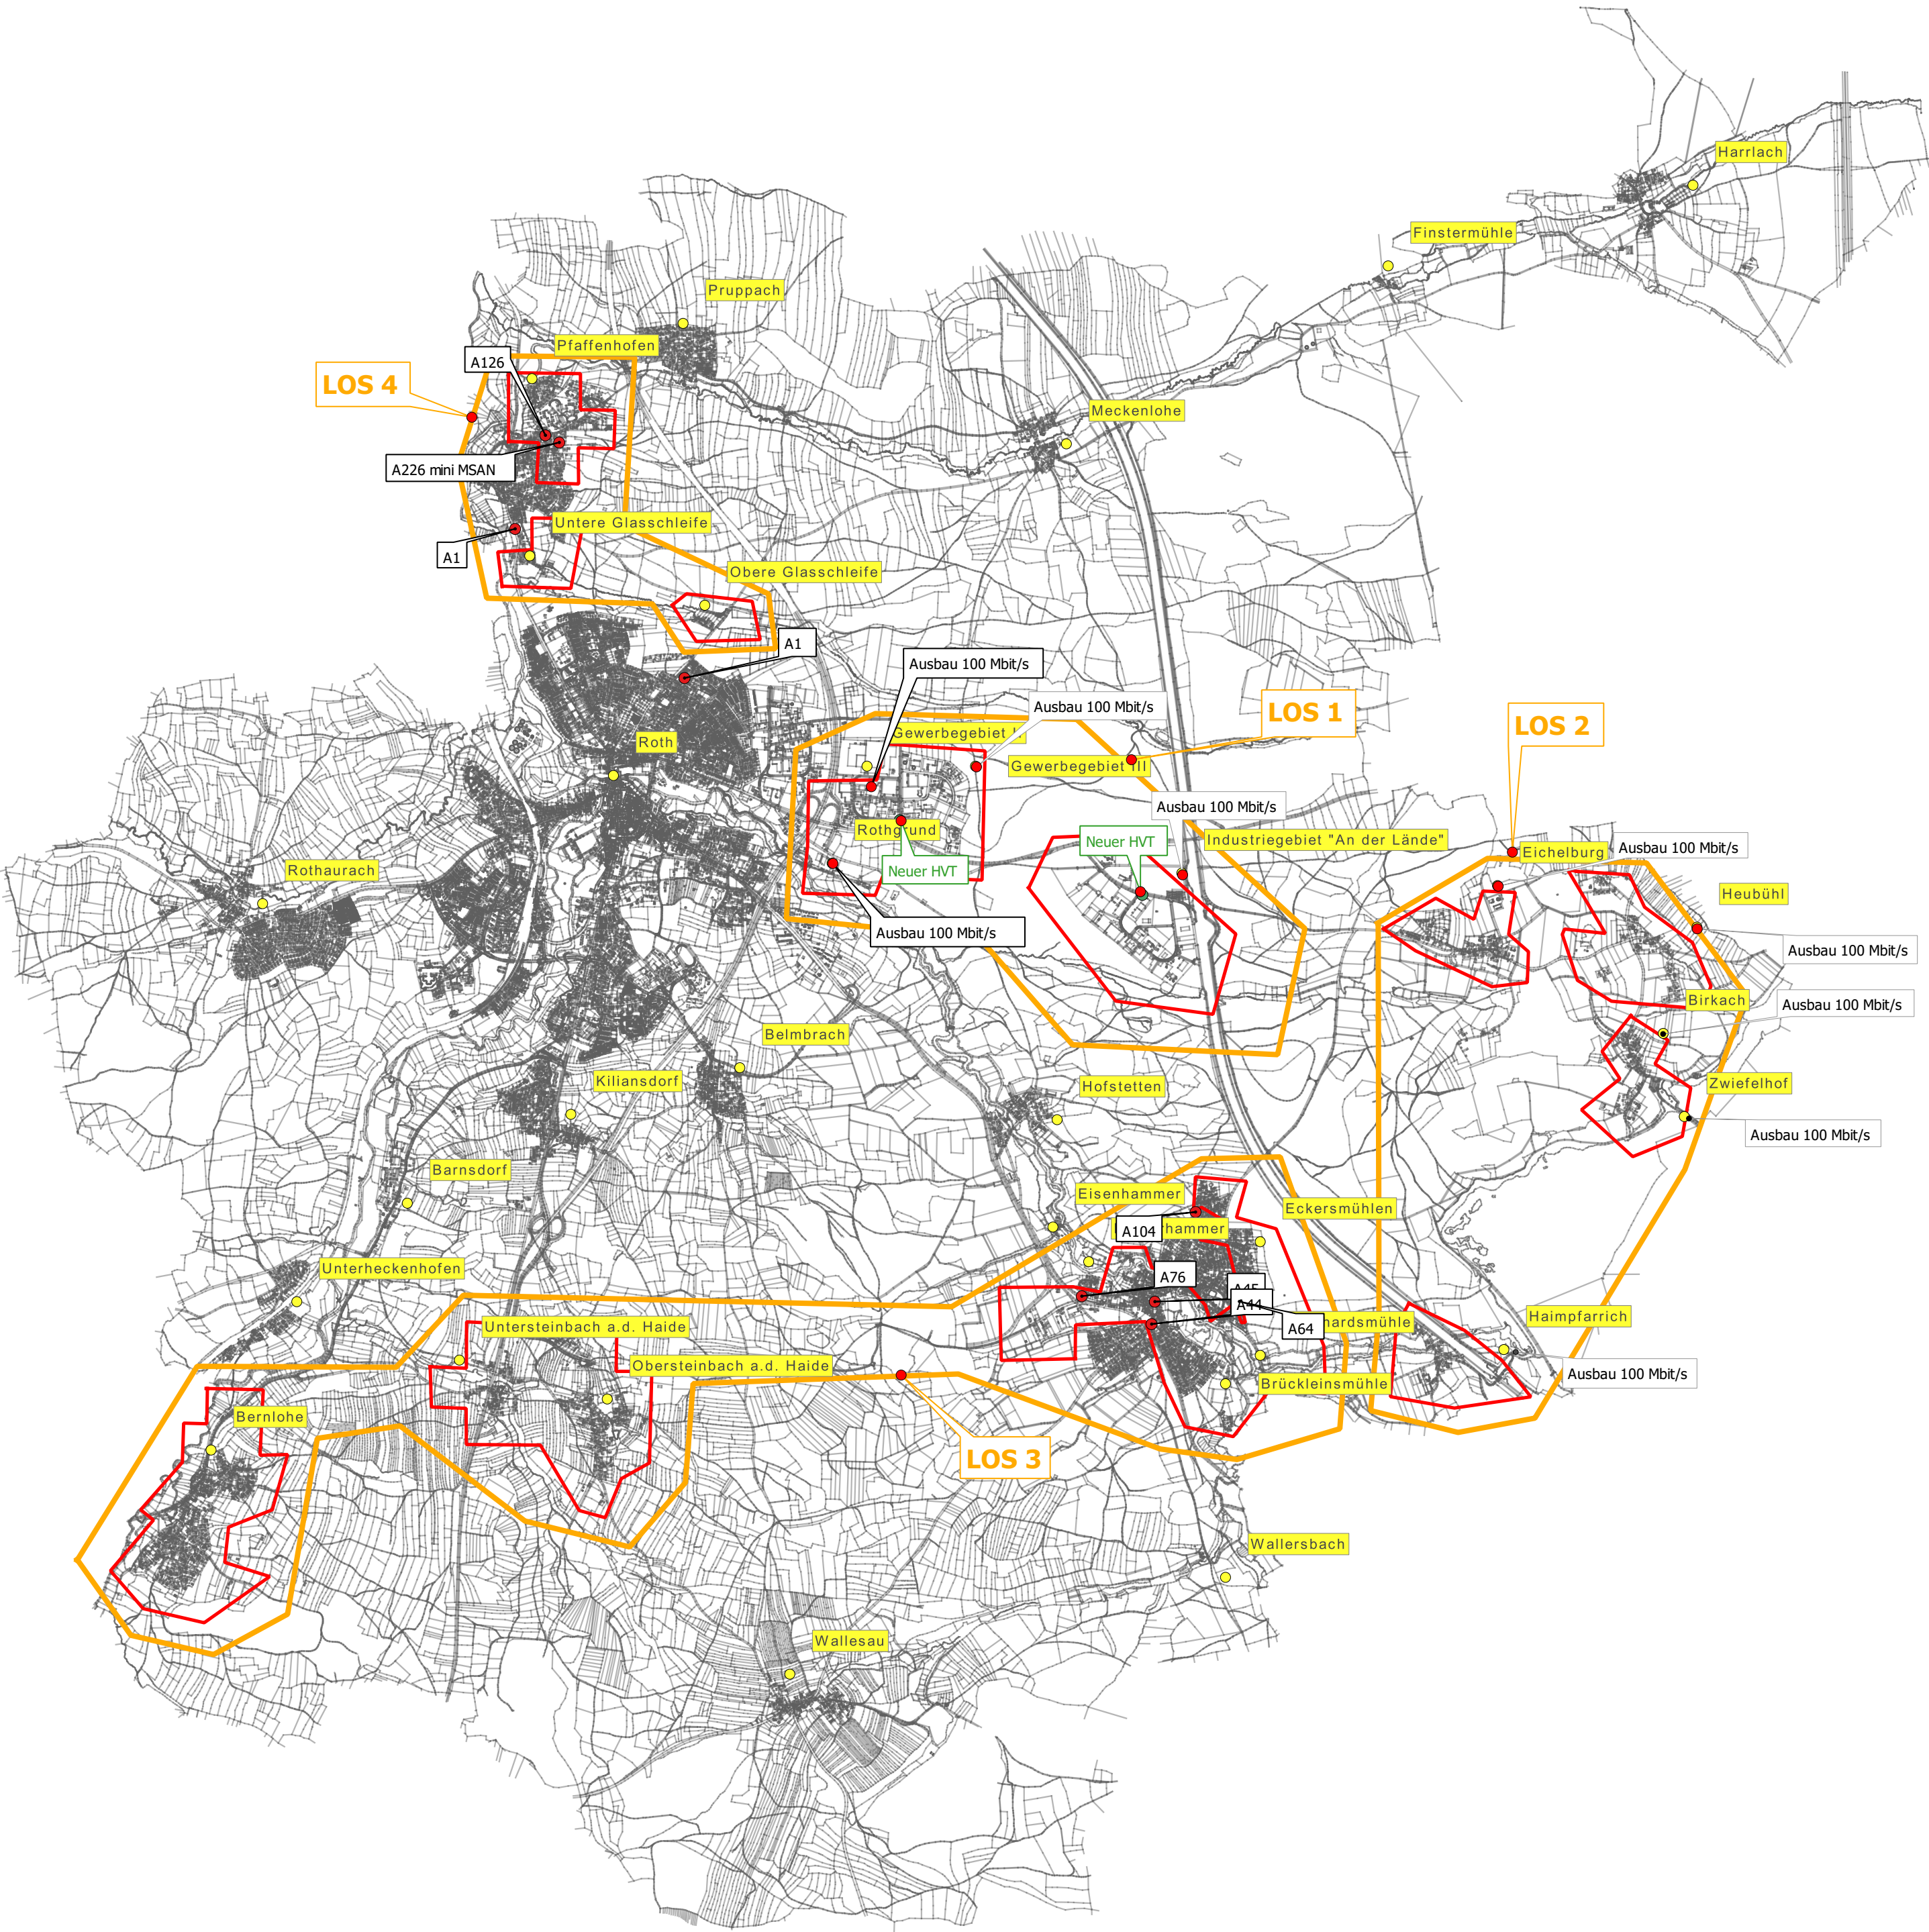 Harrlach
Finstermühle
Pruppach
Pfaffenhofen
A126
LOS 4
Meckenlohe
A226 mini MSAN
Untere Glasschleife
A1
Obere Glasschleife
A1
Ausbau 100 Mbit/s
Ausbau 100 Mbit/s
LOS 1
LOS 2
Gewerbegebiet
Roth
Gewerbegebiet III
Ausbau 100 Mbit/s
Rothgrund
Neuer HVT
Industriegebiet "An der Lände"
Eichelburg
Ausbau 100 Mbit/s
Rothaurach
Neuer HVT
Heubühl
Ausbau 100 Mbit/s
Ausbau 100 Mbit/s
Birkach
Ausbau 100 Mbit/s
Belmbrach
Kiliansdorf
Hofstetten
Zwiefelhof
Ausbau 100 Mbit/s
Barnsdorf
Eisenhammer
Eckersmühlen
A104
hammer
Unterheckenhofen
A76
A45
A44
Untersteinbach a.d. Haide
A64
hardsmühle
Haimpfarrich
Obersteinbach a.d. Haide
Ausbau 100 Mbit/s
Brückleinsmühle
Bernlohe
LOS 3
Wallersbach
Wallesau